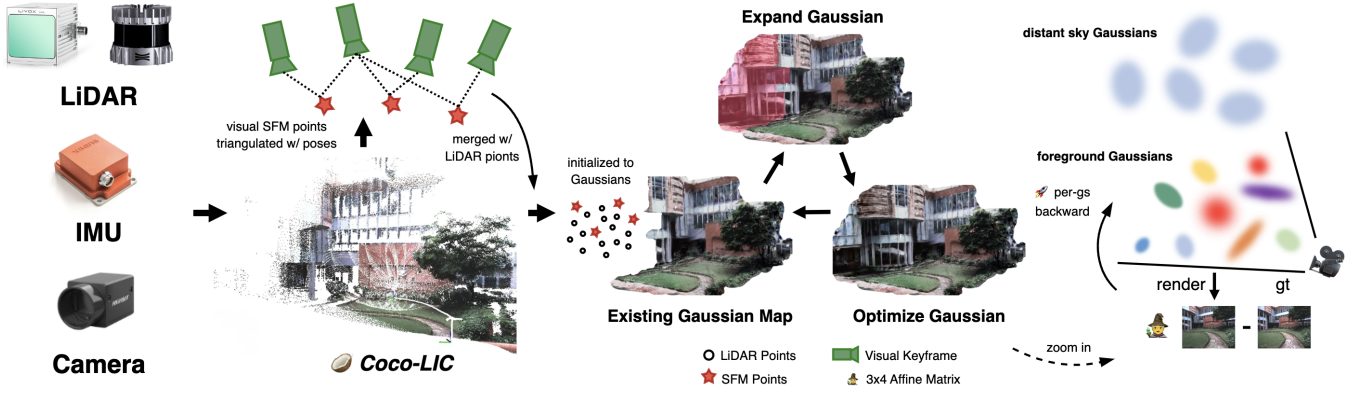 LiDAR
IMU
Camera
visual SFM points
triangulated w/ poses
merged w/
LiDAR pionts
Coco-LIC
initialized to
Gaussians
Expand Gaussian
Existing Gaussian Map
Optimize Gaussian
LiDAR Points
SFM Points
Visual Keyframe
3x4 Affine Matrix
zoom in
distant sky Gaussians
foreground Gaussians
per-gs
backward
render
gt
-